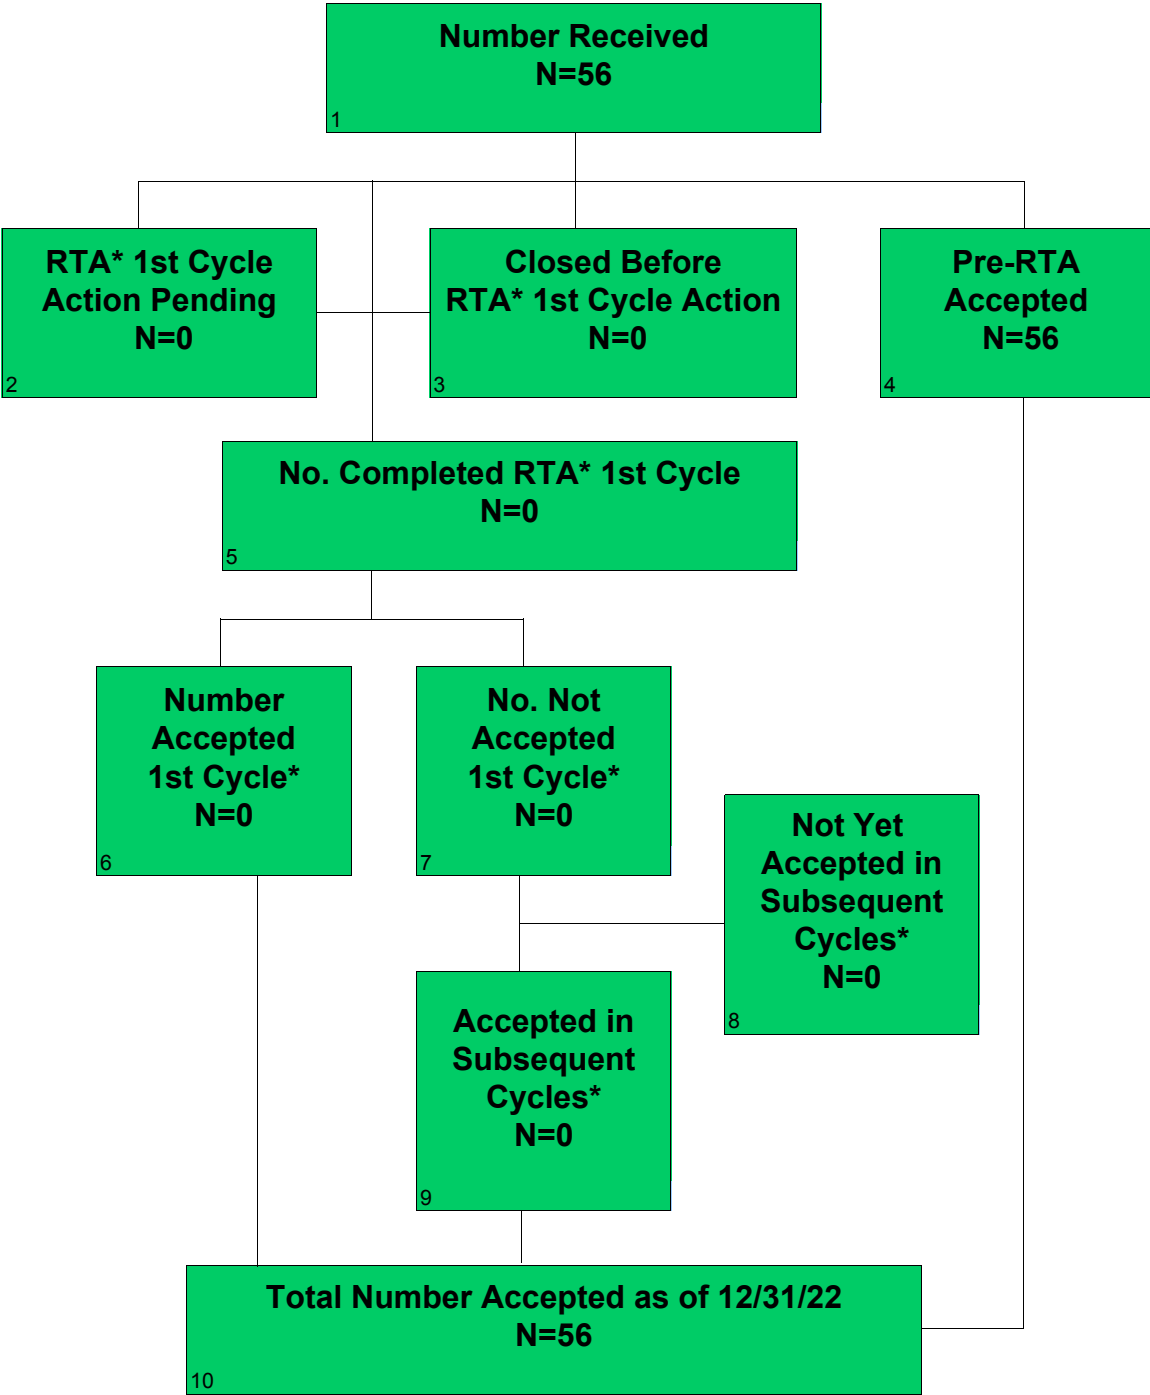 Number Received
N=56
1
RTA* 1st Cycle
Action Pending
N=0
2
Closed Before
RTA* 1st Cycle Action
N=0
3
Pre-RTA
Accepted
N=56
4
No. Completed RTA* 1st Cycle
N=0
5
Number
Accepted
1st Cycle*
N=0
6
No. Not
Accepted
1st Cycle*
N=0
7
Not Yet
Accepted in
Subsequent
Cycles*
N=0
8
Accepted in
Subsequent
Cycles*
N=0
9
Total Number Accepted as of 12/31/22
N=56
10